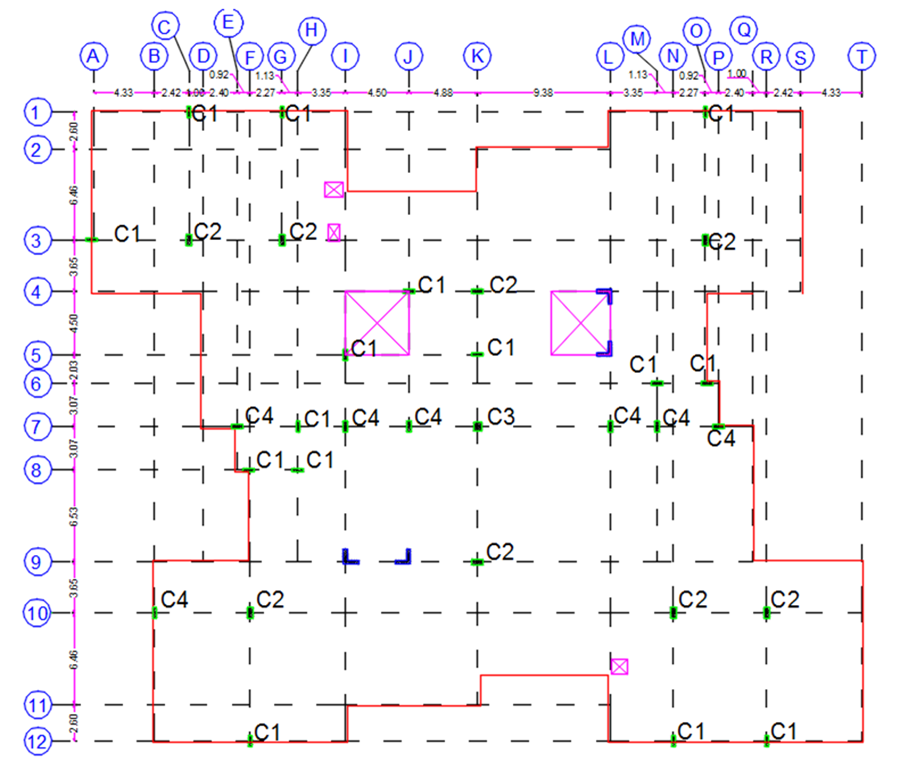 E
C
H
O
Q
M
A
B
D
F
G
I
J
K
L
N
P
R
S
T
0.92
1.13
1.13
0.92
1.00
4.33
2.42
1.00
2.40
2.27
3.35
4.50
4.88
9.38
3.35
2.27
2.40
2.42
4.33
1
C1
C1
C1
2.60
2
6.46
3
C1
C2
C2
C2
3.65
4
C1
C2
4.50
5
C1
C1
2.03
6
C1
C1
3.07
7
C4
C1
C4
C4
C3
C4
C4
C4
3.07
8
C1
C1
6.53
9
C2
3.65
10
C4
C2
C2
C2
6.46
11
2.60
12
C1
C1
C1